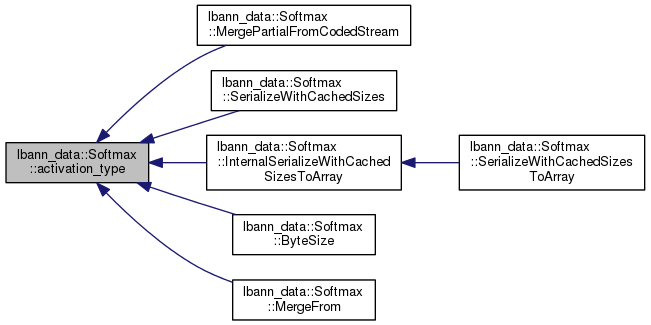 lbann_data::Softmax
::activation_type
lbann_data::Softmax
::MergePartialFromCodedStream
lbann_data::Softmax
::SerializeWithCachedSizes
lbann_data::Softmax
::InternalSerializeWithCached
SizesToArray
lbann_data::Softmax
::SerializeWithCachedSizes
ToArray
lbann_data::Softmax
::ByteSize
lbann_data::Softmax
::MergeFrom